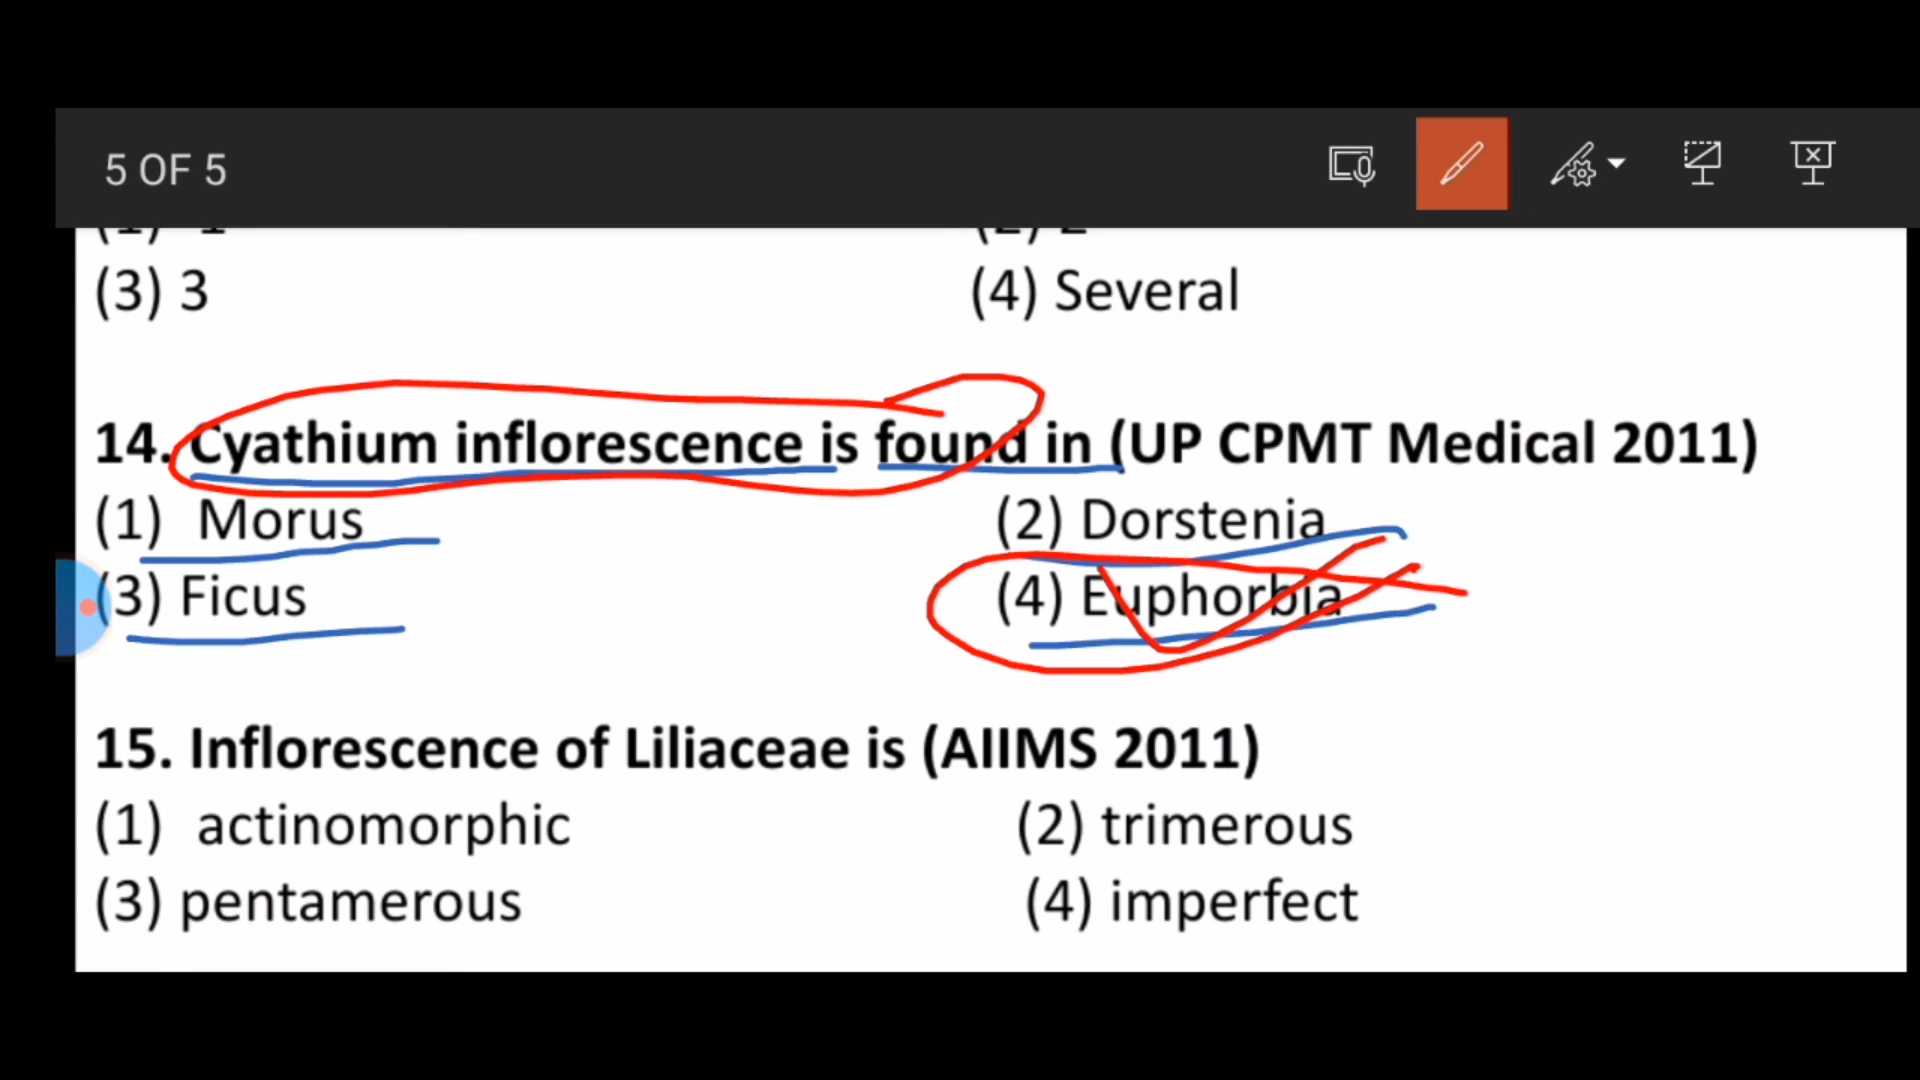 5 OF 5
(3) 3 (4) Several
14. Cyathium inflorescence is found in (UP CPMT Medical 2011)
(1) Morus (2) Dorstenia
(3) Ficus (4) Euphorbia
15. Inflorescence of Liliaceae is (AIIMS 2011)
(1) actinomorphic (2) trimerous
(3) pentamerous (4) imperfect